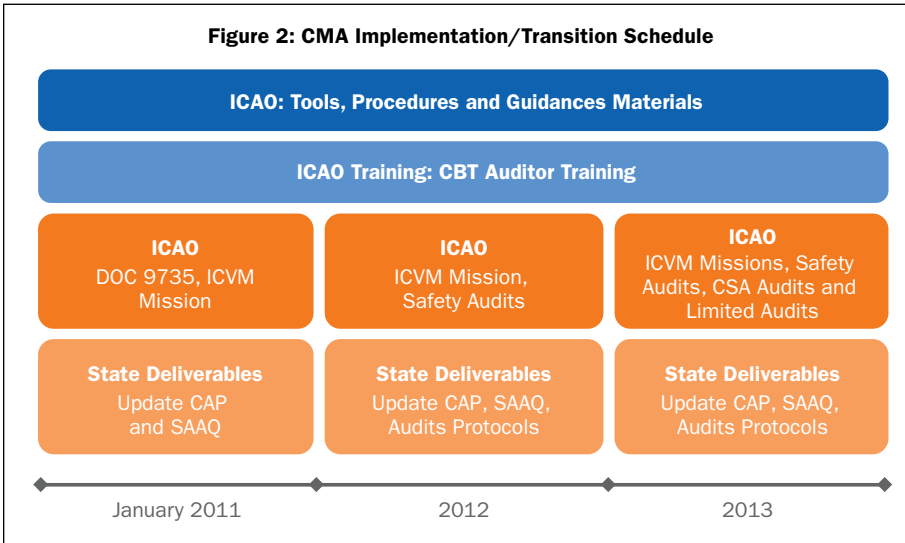 Figure 2: CMA Implementation/Transition Schedule
ICAO: Tools, Procedures and Guidances Materials
ICAO Training: CBT Auditor Training
ICAO
DOC 9735, ICVM
Mission
ICAO
ICVM Mission,
Safety Audits
ICAO
ICVM Missions, Safety
Audits, CSA Audits and
Limited Audits
State Deliverables
Update CAP
and SAAQ
State Deliverables
Update CAP, SAAQ,
Audits Protocols
State Deliverables
Update CAP, SAAQ,
Audits Protocols
January 2011
2012
2013